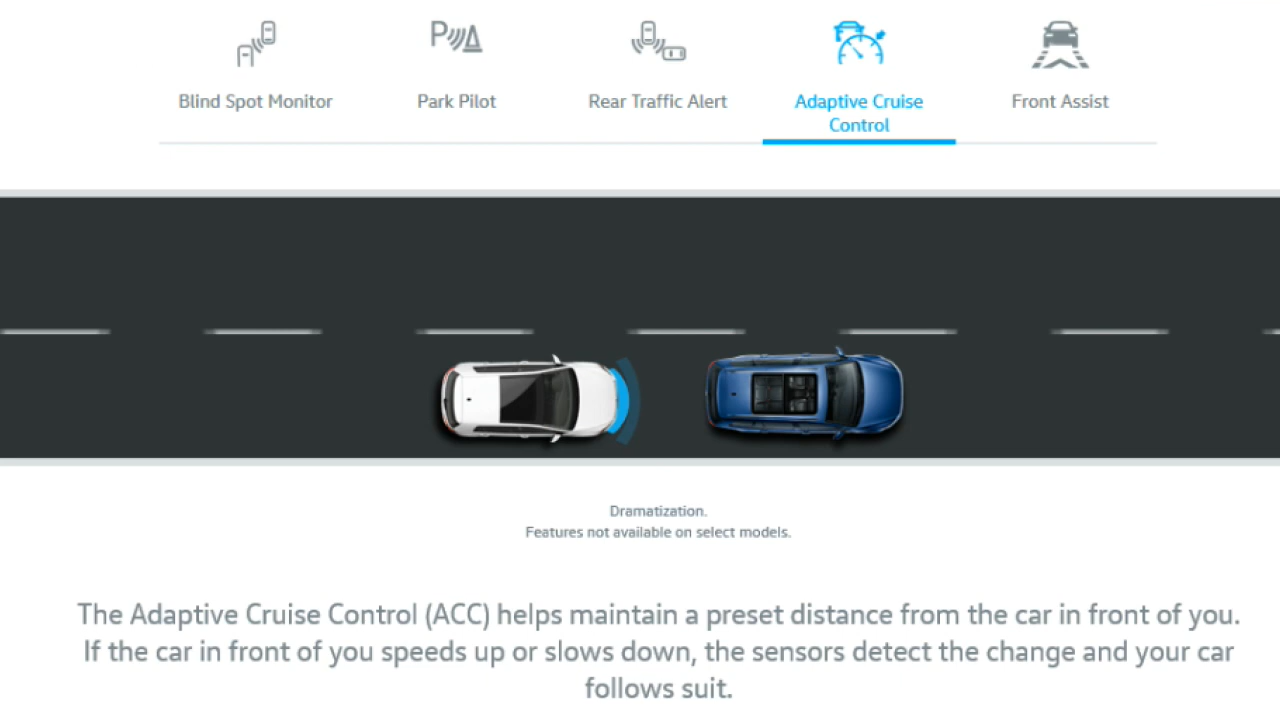 Blind Spot Monitor
Park Pilot
Rear Traffic Alert
Adaptive Cruise
Control
Front Assist
Dramatization.
Features not available on select models.
The Adaptive Cruise Control (ACC) helps maintain a preset distance from the car in front of you.
If the car in front of you speeds up or slows down, the sensors detect the change and your car
follows suit.